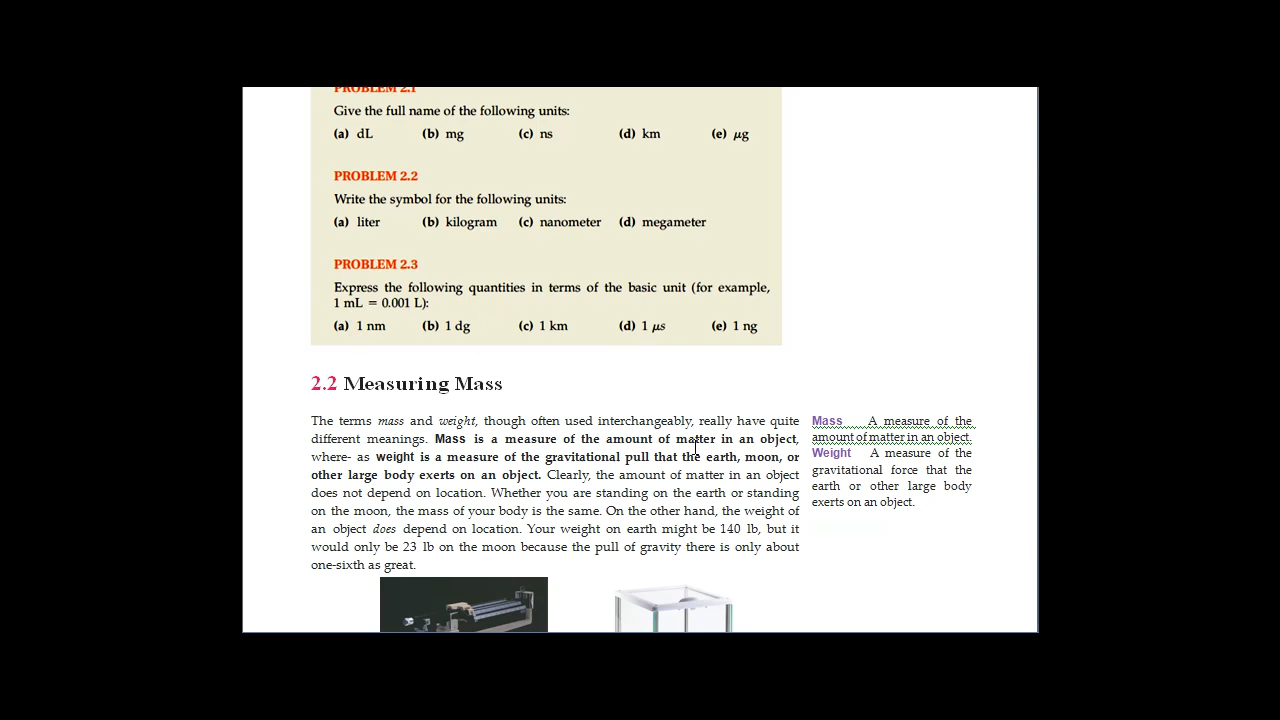 PROBLEM 2.1
Give the full name of the following units:
(a) dL (b) mg (c) ns (d) km (e) μg
PROBLEM 2.2
Write the symbol for the following units:
(a) liter (b) kilogram (c) nanometer (d) megameter
PROBLEM 2.3
Express the following quantities in terms of the basic unit (for example,
1 mL = 0.001 L):
(a) 1 nm (b) 1 dg (c) 1 km (d) 1 μs (e) 1 ng
2.2 Measuring Mass
The terms mass and weight, though often used interchangeably, really have quite
different meanings. Mass is a measure of the amount of matter in an object,
where- as weight is a measure of the gravitational pull that the earth, moon, or
other large body exerts on an object. Clearly, the amount of matter in an object
does not depend on location. Whether you are standing on the earth or standing
on the moon, the mass of your body is the same. On the other hand, the weight of
an object does depend on location. Your weight on earth might be 140 lb, but it
would only be 23 lb on the moon because the pull of gravity there is only about
one-sixth as great.
Mass A measure of the
amount of matter in an object.
Weight A measure of the
gravitational force that the
earth or other large body
exerts on an object.